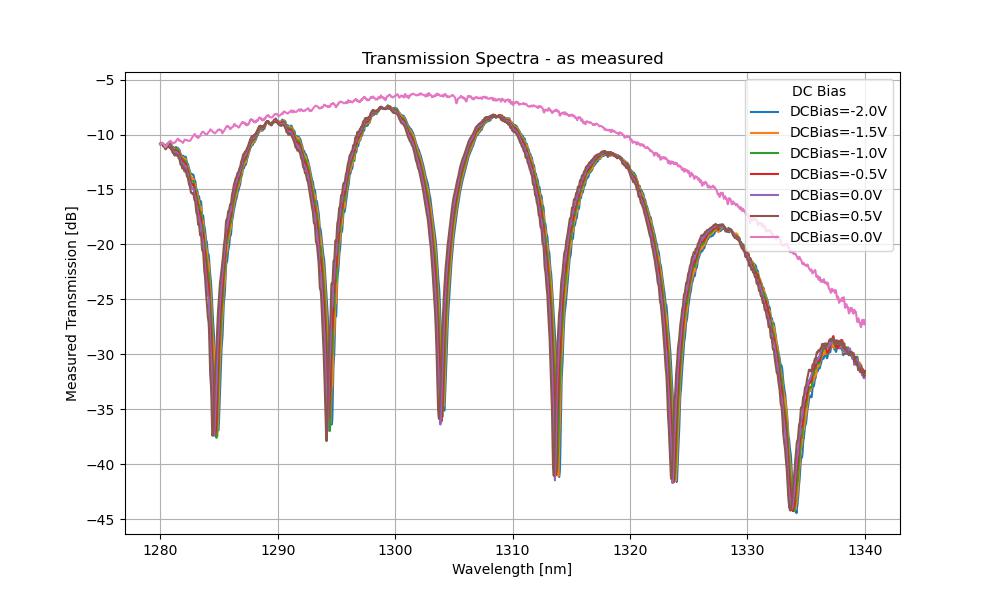 Transmission Spectra - as measured
Measured Transmission [dB]
−5
−10
−15
−20
−25
−30
−35
−40
−45
DC Bias
DCBias=-2.0V
DCBias=-1.5V
DCBias=-1.0V
DCBias=-0.5V
DCBias=0.0V
DCBias=0.5V
DCBias=0.0V
1280 1290 1300 1310 1320 1330 1340
Wavelength [nm]